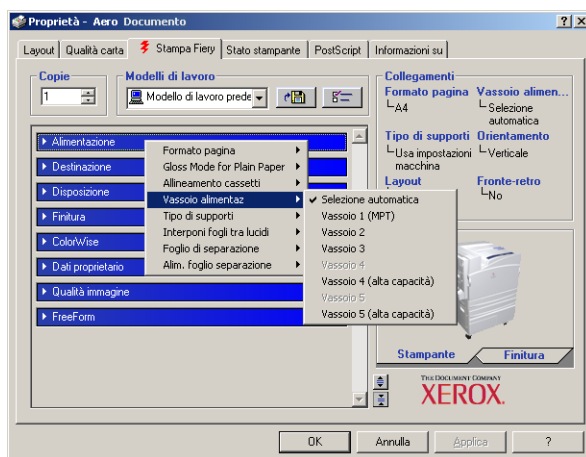 Proprietà - Aero Documento
Layout
Qualità carta
Stampa Fiery
Stato stampante
PostScript
Informazioni su
Copie
1
Modelli di lavoro
Modello di lavoro prede
Alimentazione
Destinazione
Disposizione
Finitura
ColorWise
Dati proprietario
Qualità immagine
FreeForm
Formato pagina
Gloss Mode for Plain Paper
Allineamento cassetti
Vassoio alimentaz
Tipo di supporti
Interponi fogli tra lucidi
Foglio di separazione
Alim. foglio separazione
Selezione automatica
Vassoio 1 (MPT)
Vassoio 2
Vassoio 3
Vassoio 4
Vassoio 4 (alta capacità)
Vassoio 5
Vassoio 5 (alta capacità)
Collegamenti
Formato pagina
A4
Vassoio alimen...
Selezione
automatica
Tipo di supporti
Usa impostazioni
macchina
Orientamento
Verticale
Layout
Fronte-retro
No
Stampante
Finitura
THE DOCUMENT COMPANY
XEROX.
OK
Annulla
Applica
?